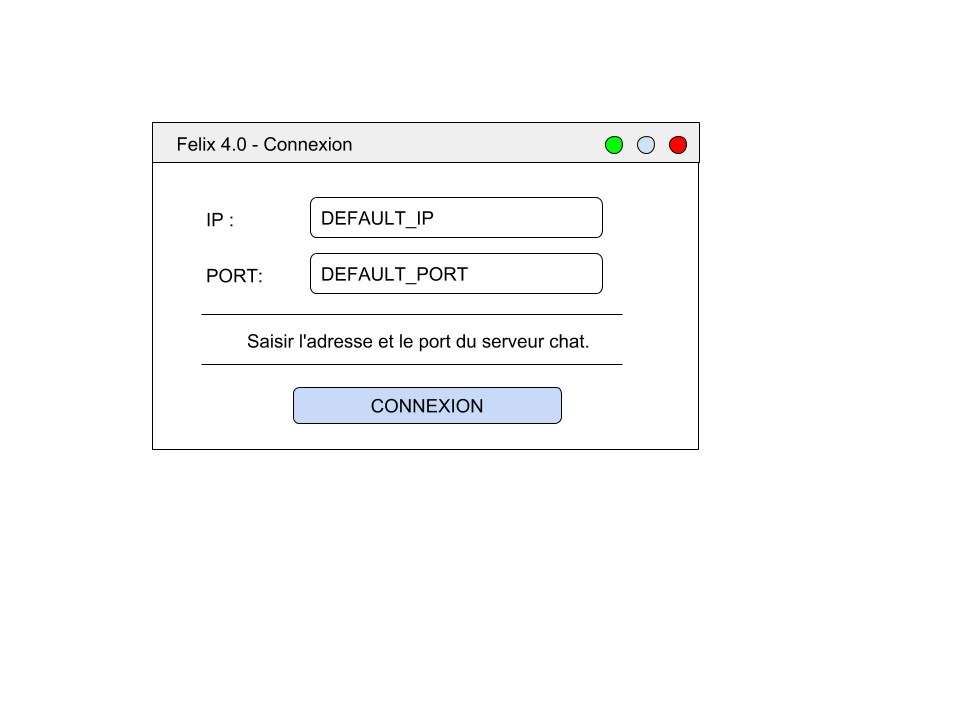 Felix 4.0 - Connexion
IP :
DEFAULT_IP
PORT:
DEFAULT_PORT
Saisir l'adresse et le port du serveur chat.
CONNEXION